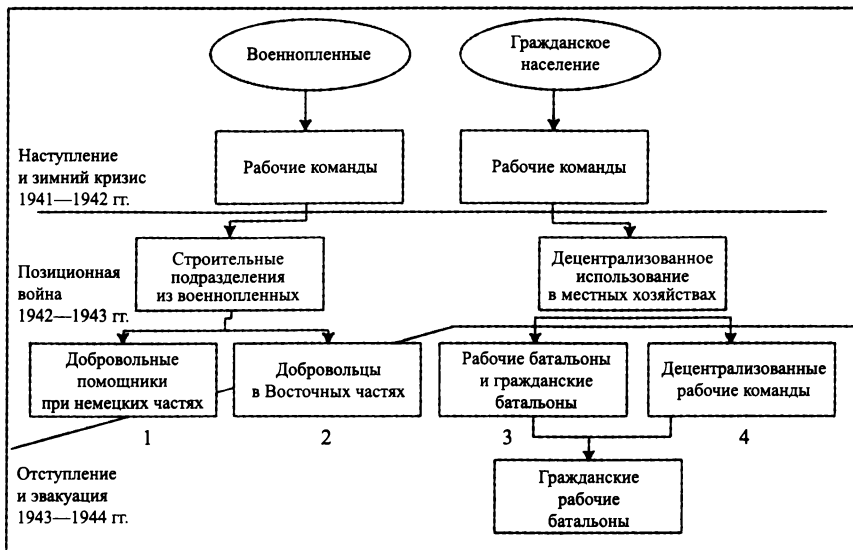 Военнопленные
Гражданское
население
Наступление
и зимний кризис
1941—1942 гг.
Рабочие команды
Рабочие команды
Позиционная
война
1942—1943 гг.
Строительные
подразделения
из военнопленных
Децентрализованное
использование
в местных хозяйствах
Добровольные
помощники
при немецких частях
Добровольцы
в Восточных частях
Рабочие батальоны
и гражданские
батальоны
Децентрализованные
рабочие команды
1
2
3
4
Отступление
и эвакуация
1943—1944 гг.
Гражданские
рабочие
батальоны